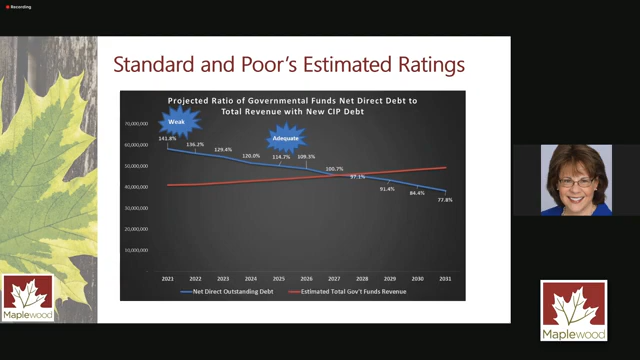 Recording
Standard and Poor's Estimated Ratings
Projected Ratio of Governmental Funds Net Direct Debt to
Total Revenue with New CIP Debt
70,000,000
60,000,000
50,000,000
40,000,000
30,000,000
20,000,000
10,000,000
-
Weak
Adequate
141.8%
136.2%
129.4%
120.0%
114.7%
109.3%
100.7%
97.1%
91.4%
84.4%
77.8%
2021 2022 2023 2024 2025 2026 2027 2028 2029 2030 2031
Net Direct Outstanding Debt Estimated Total Gov't Funds Revenue
Maplewood
Maplewood